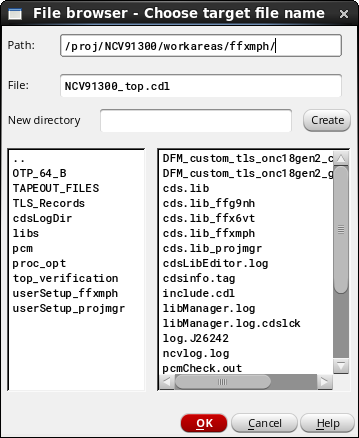 File browser - Choose target file name
Path: /proj/NCV91300/workareas/ffxmph/
File: NCV91300_top.cdl
New directory Create
..
OTP_64_B
TAPEOUT_FILES
TLS_Records
cdsLogDir
libs
pcm
proc_opt
top_verification
userSetup_ffxmph
userSetup_projmgr
DFM_custom_tls_onc18gen2_c
DFM_custom_tls_onc18gen2_g
cds.lib
cds.lib_ffg9nh
cds.lib_ffx6vt
cds.lib_ffxmph
cds.lib_projmgr
cdsLibEditor.log
cdsinfo.tag
include.cdl
libManager.log
libManager.log.cdslck
log.J26242
ncvlog.log
pcmCheck.out
OK Cancel Help